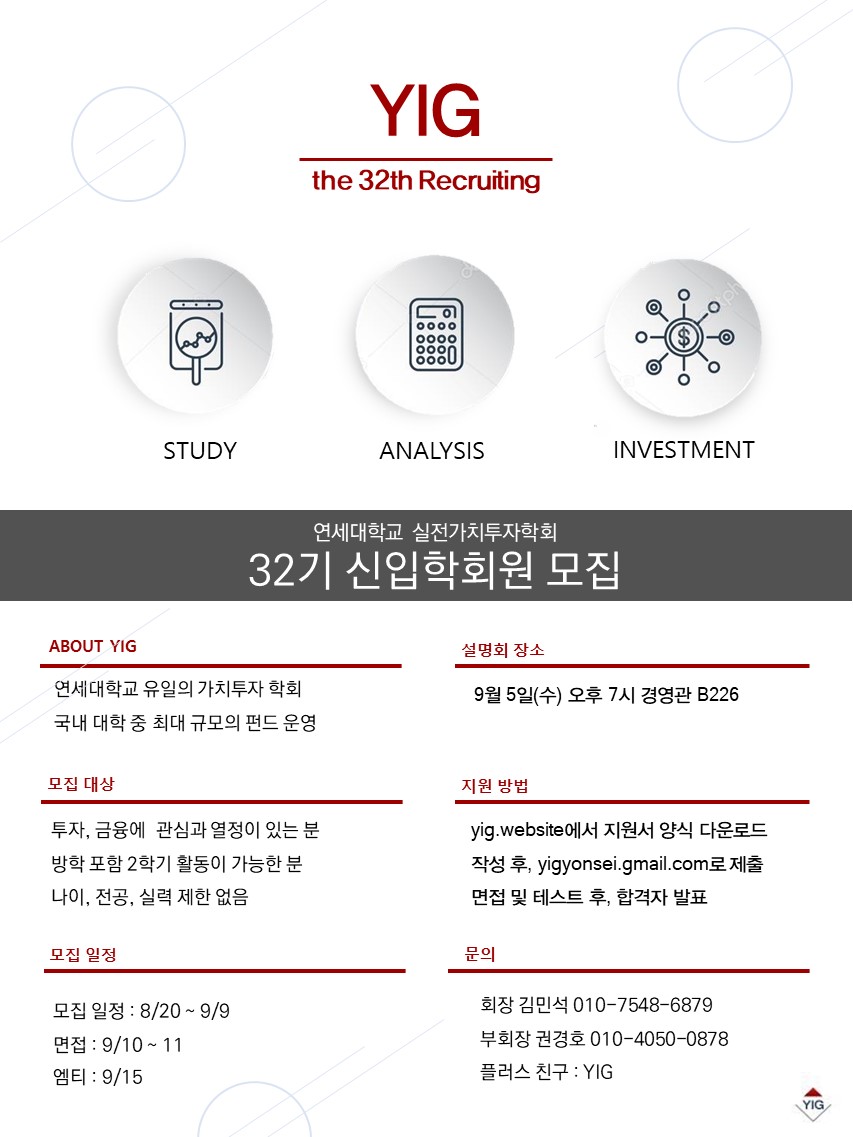 YIG
the 32th Recruiting
STUDY
ANALYSIS
INVESTMENT
연세대학교 실전가치투자학회
32기 신입학회원 모집
ABOUT YIG
연세대학교 유일의 가치투자 학회
국내 대학 중 최대 규모의 펀드 운영
설명회 장소
9월 5일(수) 오후 7시 경영관 B226
모집 대상
투자, 금융에 관심과 열정이 있는 분
방학 포함 2학기 활동이 가능한 분
나이, 전공, 실력 제한 없음
지원 방법
yig.website에서 지원서 양식 다운로드
작성 후, yigyonsei.gmail.com로 제출
면접 및 테스트 후, 합격자 발표
모집 일정
모집 일정 : 8/20 ~ 9/9
면접 : 9/10 ~ 11
엠티 : 9/15
문의
회장 김민석 010-7548-6879
부회장 권경호 010-4050-0878
플러스 친구 : YIG
YIG